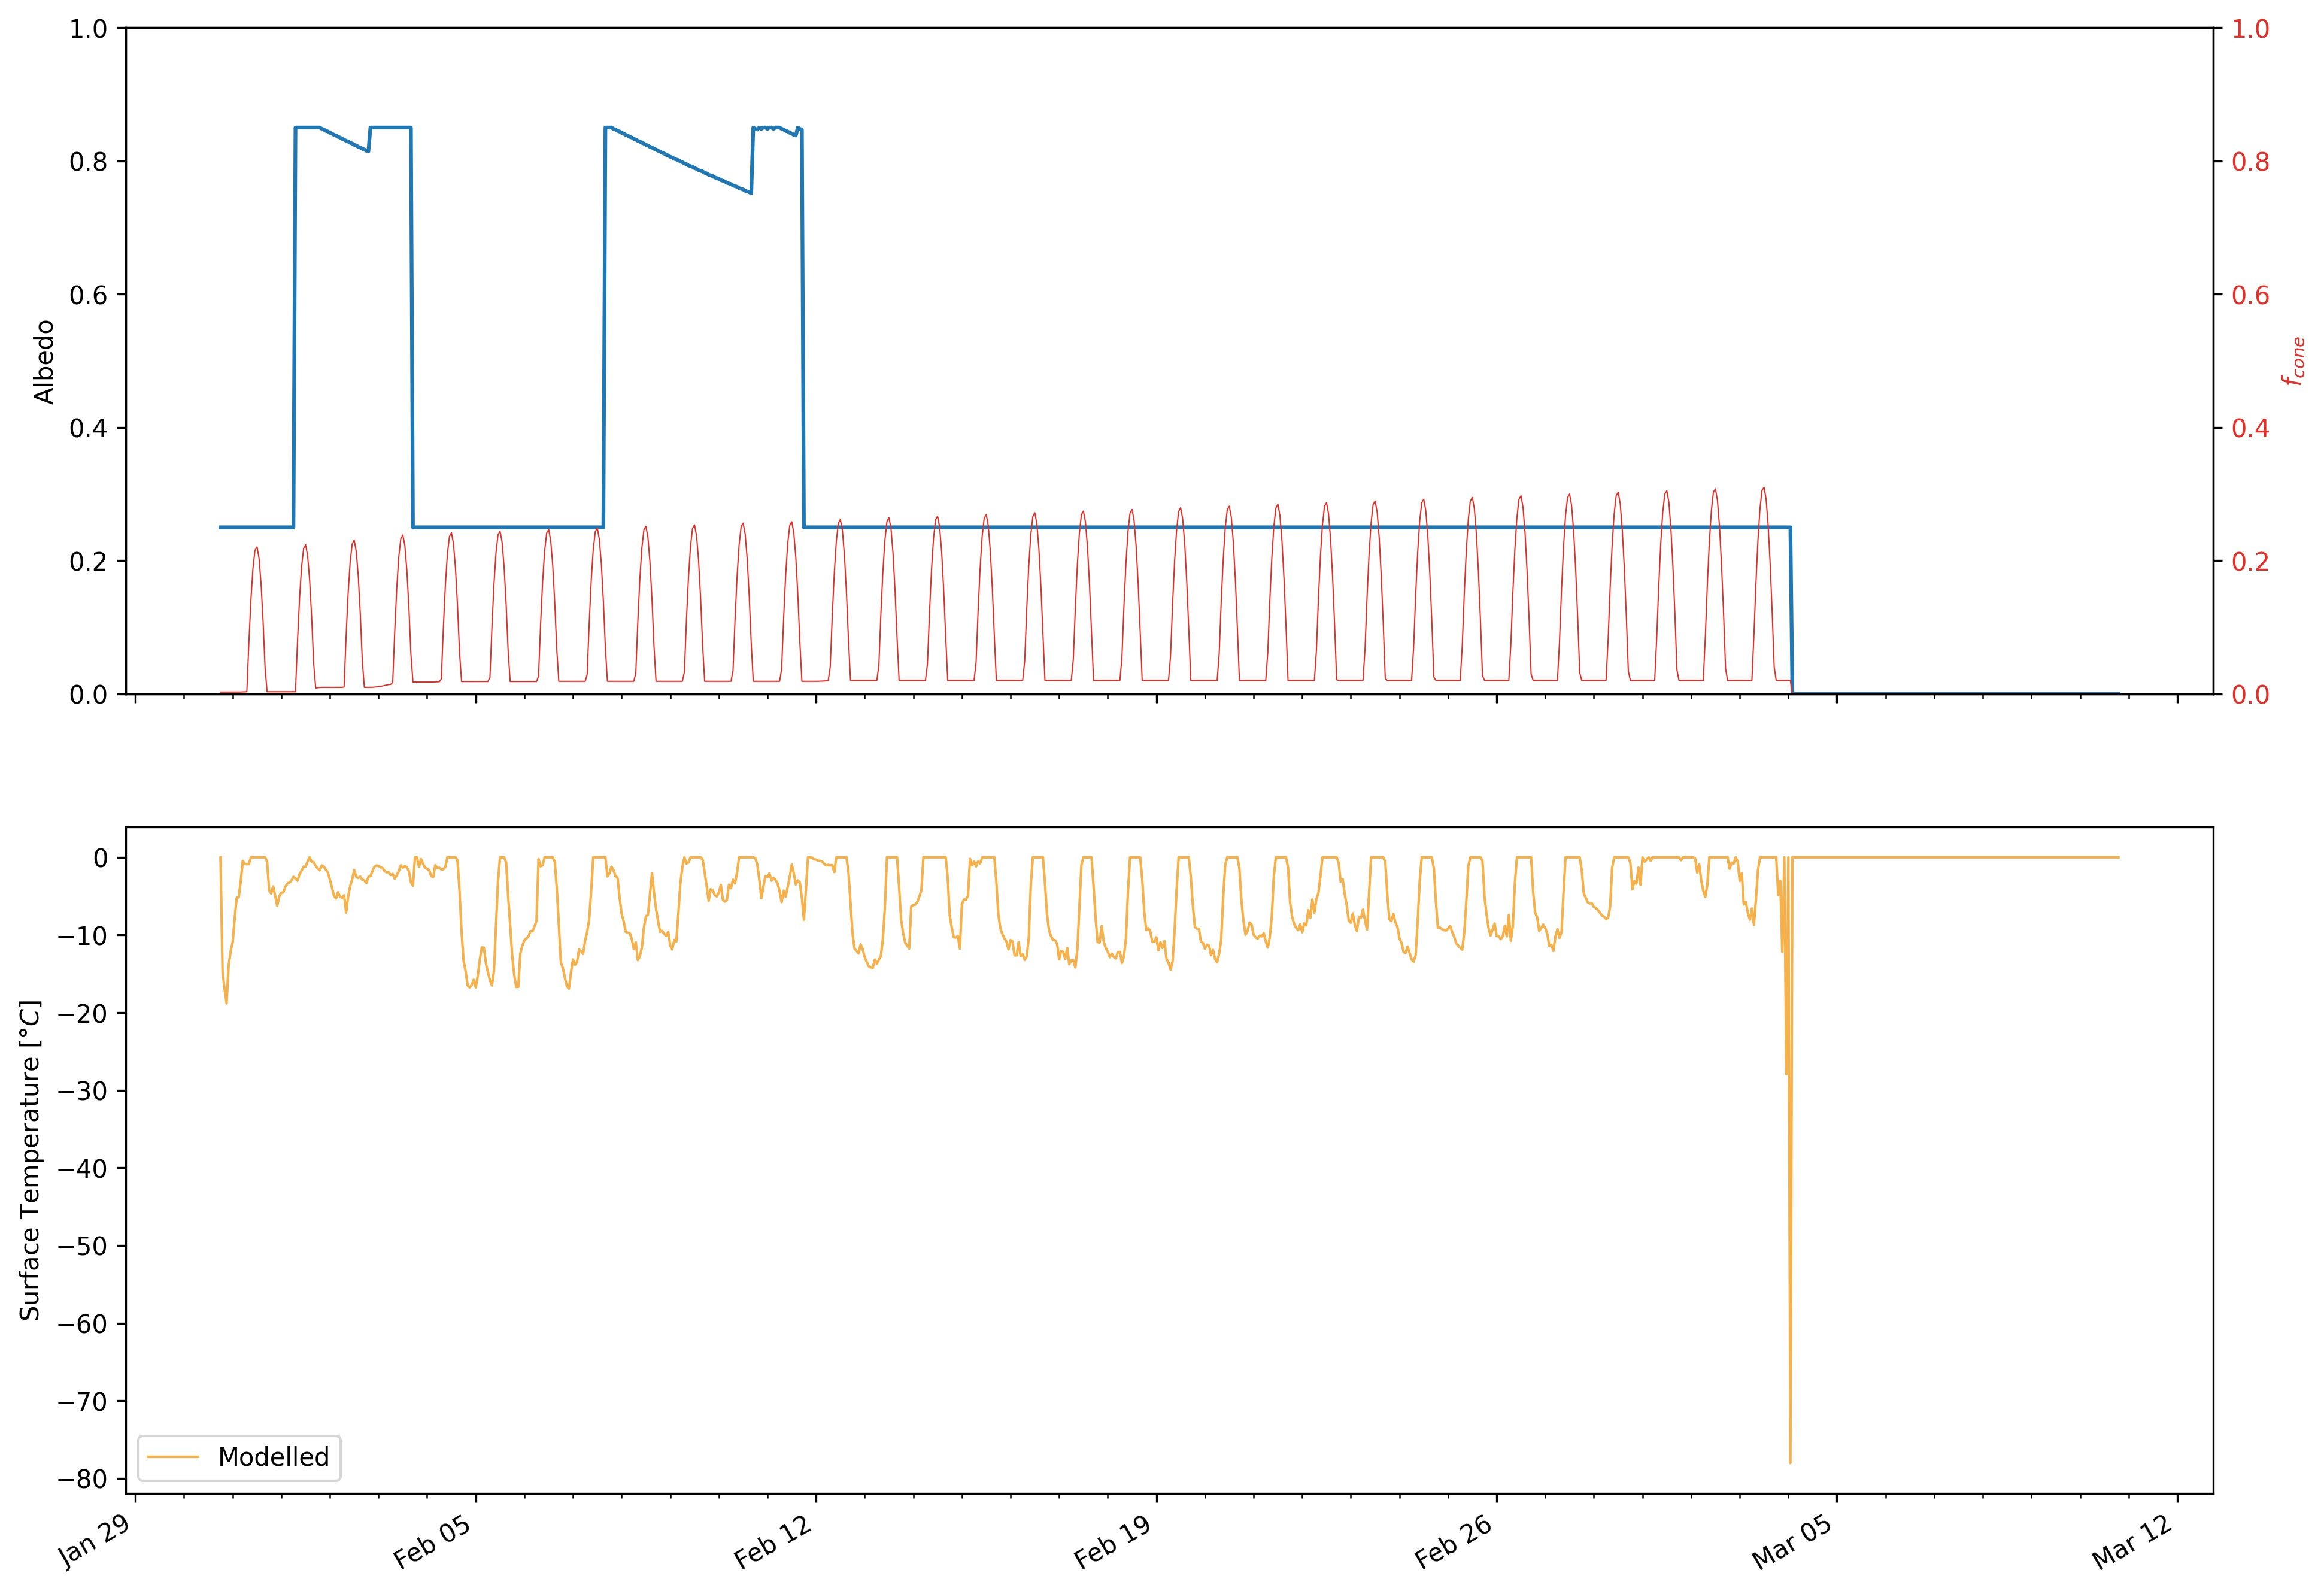 1.0
0.8
0.6
0.4
0.2
0.0
Albedo
1.0
0.8
0.6
0.4
0.2
0.0
f_cone
0
−10
−20
−30
−40
−50
−60
−70
−80
Surface Temperature [°C]
Modelled
Jan 29
Feb 05
Feb 12
Feb 19
Feb 26
Mar 05
Mar 12